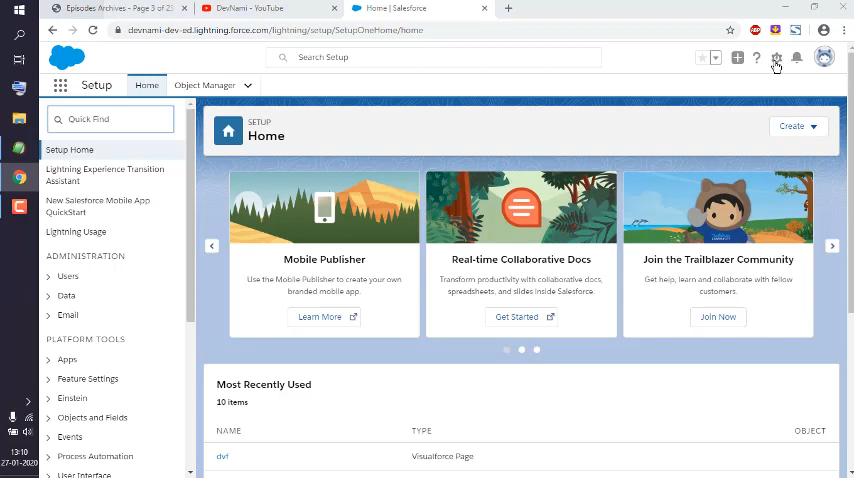 Episodes Archives - Page 3 of 23
DevNami - YouTube
Home | Salesforce
devnami-dev-ed.lightning.force.com/lightning/setup/SetupOneHome/home
ABP
Search Setup
Setup
Home
Object Manager
Quick Find
Setup Home
Lightning Experience Transition
Assistant
New Salesforce Mobile App
QuickStart
Lightning Usage
ADMINISTRATION
Users
Data
Email
PLATFORM TOOLS
Apps
Feature Settings
Einstein
Objects and Fields
Events
Process Automation
User Interface
SETUP
Home
Create
Mobile Publisher
Use the Mobile Publisher to create your own
branded mobile app.
Learn More
Real-time Collaborative Docs
Transform productivity with collaborative docs,
spreadsheets, and slides inside Salesforce.
Get Started
Join the Trailblazer Community
Get help, learn and collaborate with fellow
customers.
Join Now
Most Recently Used
10 items
NAME
TYPE
OBJECT
dvf
Visualforce Page
13:10
27-01-2020